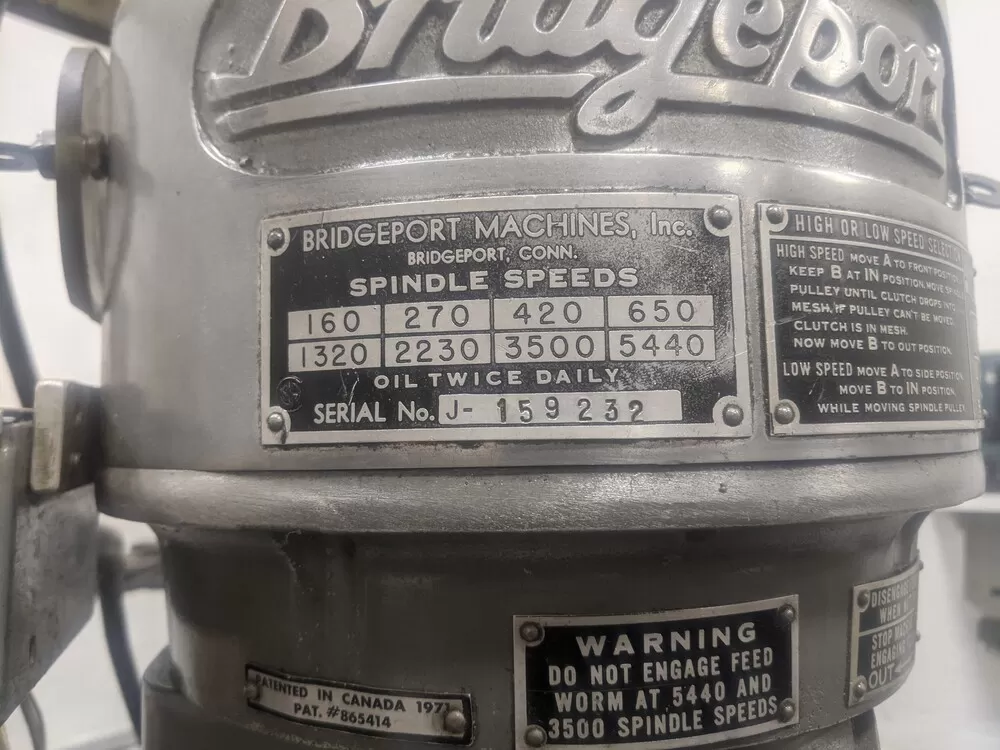 Bridgeport
BRIDGEPORT MACHINES, Inc.
BRIDGEPORT, CONN.
SPINDLE SPEEDS
160 270 420 650
1320 2230 3500 5440
OIL TWICE DAILY
SERIAL No. J- 159232
HIGH OR LOW SPEED
HIGH SPEED MOVE A TO FRONT POSITION,
KEEP B AT IN POSITION. MOVE
PULLEY UNTIL CLUTCH DROPS INTO
MESH. IF PULLEY CAN'T BE MOVED
CLUTCH IS IN MESH.
NOW MOVE B TO OUT POSITION.
LOW SPEED MOVE A TO SIDE POSITION,
MOVE B TO IN POSITION.
WHILE MOVING SPINDLE PULLEY
PATENTED IN CANADA 1971
PAT. #865414
WARNING
DO NOT ENGAGE FEED
WORM AT 5440 AND
3500 SPINDLE SPEEDS
WHEN
STOP
OUT